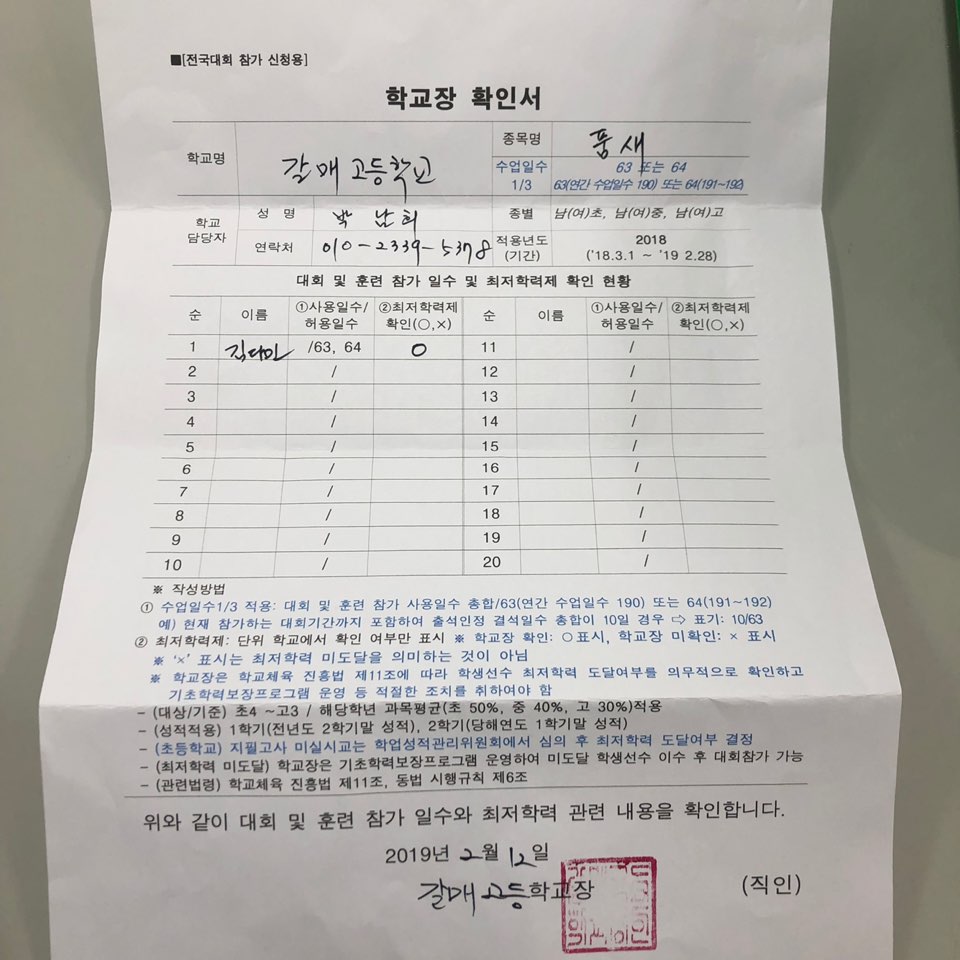 ■[전국대회 참가 신청용]
학교장 확인서
학교명 갈매고등학교 종목명 품새
수업일수 1/3 63 또는 64
63(연간 수업일수 190) 또는 64(191~192)
학교 담당자 성 명 박남희 종별 남(여)초, 남(여)중, 남(여)고
연락처 010-2339-5378 적용년도 (기간) 2018
('18.3.1 ~ '19 2.28)
대회 및 훈련 참가 일수 및 최저학력제 확인 현황
순 이름 ①사용일수/허용일수 ②최저학력제 확인(○,×) 순 이름 ①사용일수/허용일수 ②최저학력제 확인(○,×)
1 /63, 64 O 11 /
2 / 12 /
3 / 13 /
4 / 14 /
5 / 15 /
6 / 16 /
7 / 17 /
8 / 18 /
9 / 19 /
10 / 20 /
※ 작성방법
① 수업일수1/3 적용: 대회 및 훈련 참가 사용일수 총합/63(연간 수업일수 190) 또는 64(191~192)
예) 현재 참가하는 대회기간까지 포함하여 출석인정 결석일수 총합이 10일 경우 ⇨ 표기: 10/63
② 최저학력제: 단위 학교에서 확인 여부만 표시 ※ 학교장 확인: ○표시, 학교장 미확인: × 표시
※ '×' 표시는 최저학력 미도달을 의미하는 것이 아님
※ 학교장은 학교체육 진흥법 제11조에 따라 학생선수 최저학력 도달여부를 의무적으로 확인하고
기초학력보장프로그램 운영 등 적절한 조치를 취하여야 함
- (대상/기준) 초4 ~고3 / 해당학년 과목평균(초 50%, 중 40%, 고 30%)적용
- (성적적용) 1학기(전년도 2학기말 성적), 2학기(당해연도 1학기말 성적)
- (초등학교) 지필고사 미실시교는 학업성적관리위원회에서 심의 후 최저학력 도달여부 결정
- (최저학력 미도달) 학교장은 기초학력보장프로그램 운영하여 미도달 학생선수 이수 후 대회참가 가능
- (관련법령) 학교체육 진흥법 제11조, 동법 시행규칙 제6조
위와 같이 대회 및 훈련 참가 일수와 최저학력 관련 내용을 확인합니다.
2019년 2월 12일
갈매고등학교장 (직인)